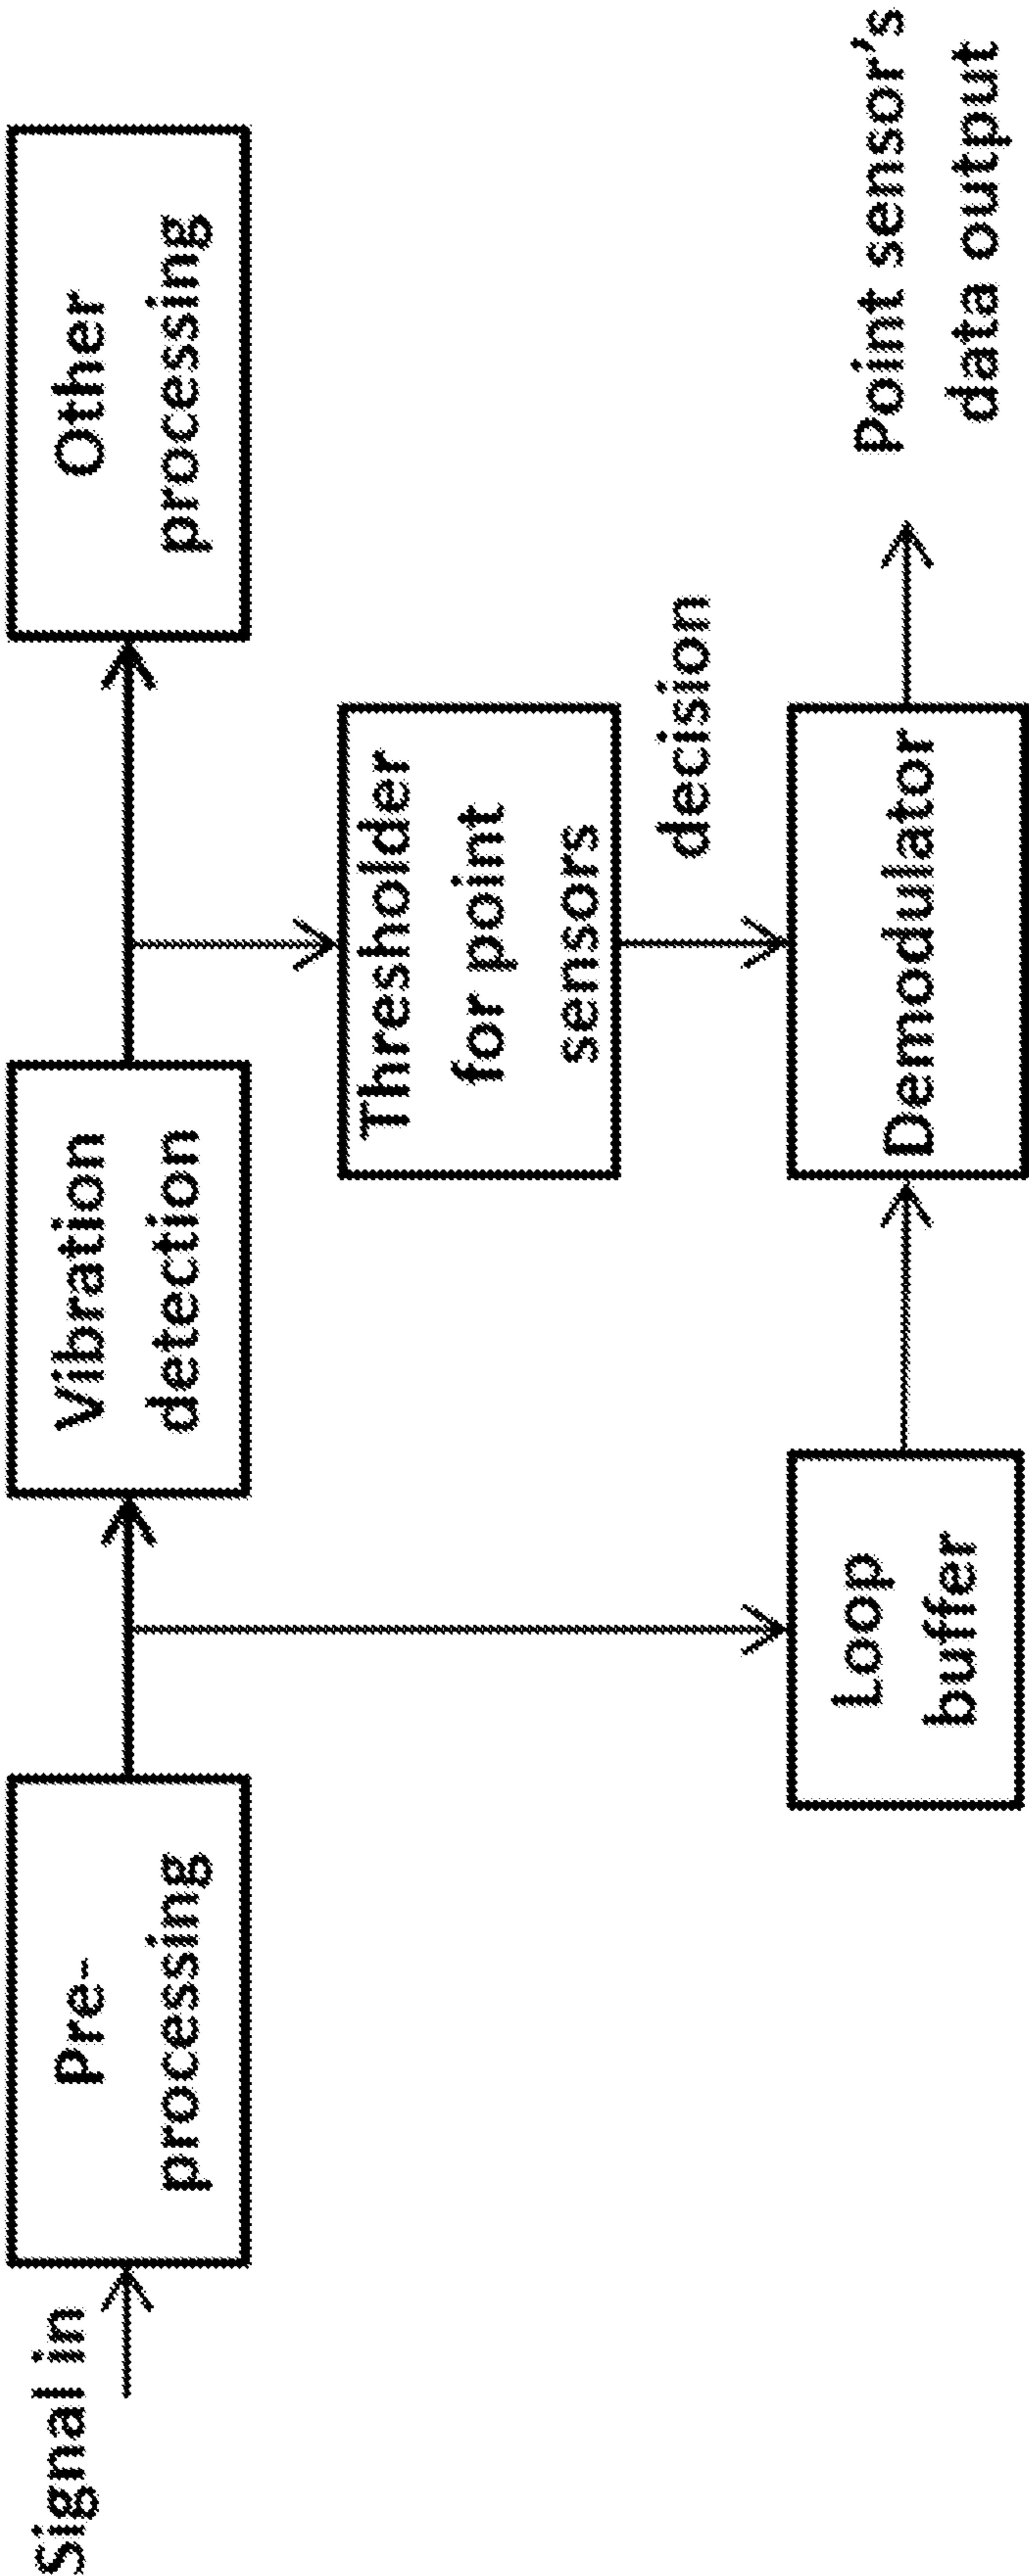 Signal in
Pre-
processing
Vibration
detection
Other
processing
Thresholder
for point
sensors
decision
Loop
buffer
Demodulator
Point sensor's
data output